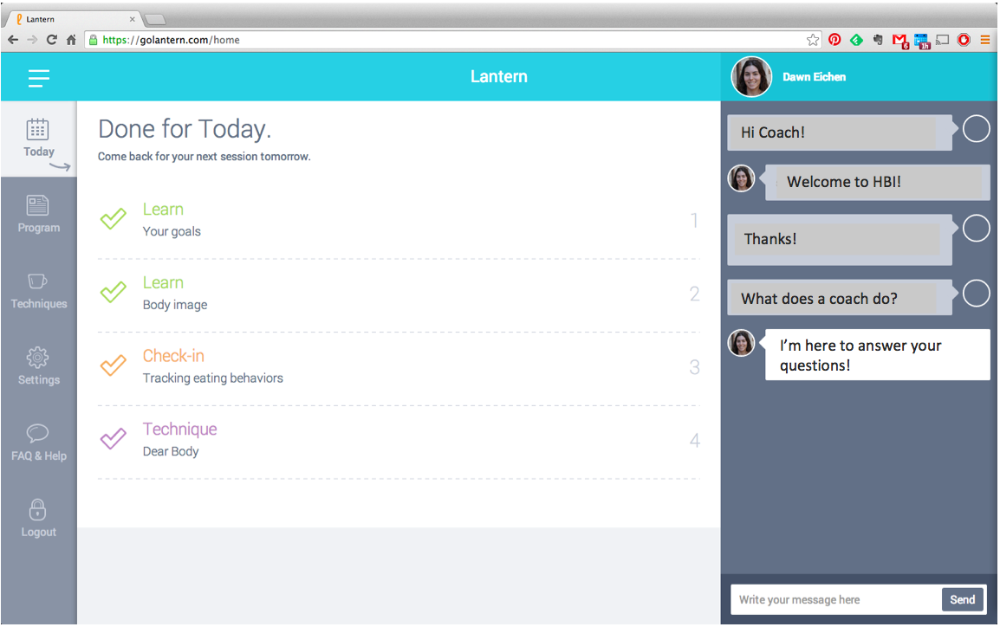 Lantern
https://golantern.com/home
6
1h
Lantern
Dawn Eichen
Today
Program
Techniques
Settings
FAQ & Help
Logout
Done for Today.
Come back for your next session tomorrow.
Learn
Your goals
1
Learn
Body image
2
Check-in
Tracking eating behaviors
3
Technique
Dear Body
4
Hi Coach!
Welcome to HBI!
Thanks!
What does a coach do?
I'm here to answer your
questions!
Write your message here
Send